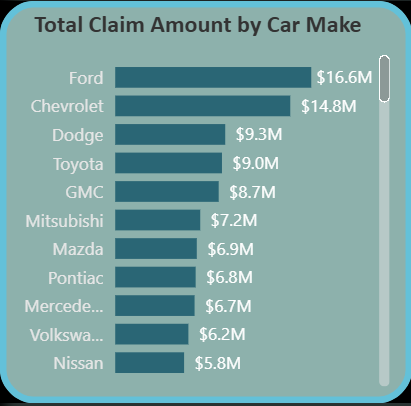 Total Claim Amount by Car Make
Ford $16.6M
Chevrolet $14.8M
Dodge $9.3M
Toyota $9.0M
GMC $8.7M
Mitsubishi $7.2M
Mazda $6.9M
Pontiac $6.8M
Mercede... $6.7M
Volkswa... $6.2M
Nissan $5.8M